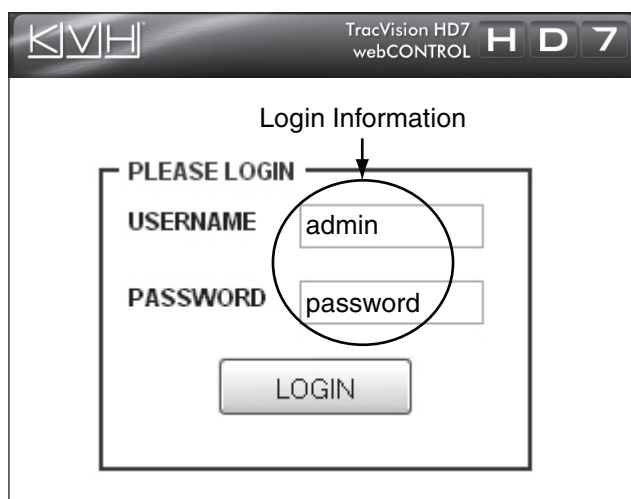 KVH
TracVision HD7
webCONTROL
HD7
Login Information
PLEASE LOGIN
USERNAME
admin
PASSWORD
password
LOGIN